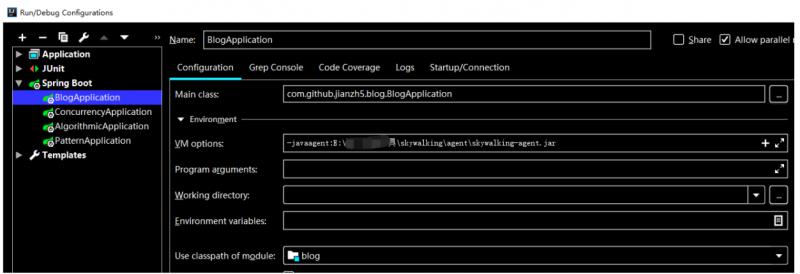 Run/Debug Configurations
Name: BlogApplication Share Allow parallel
Application
JUnit
Spring Boot
BlogApplication
ConcurrencyApplication
AlgorithmicApplication
PatternApplication
Templates
Configuration Grep Console Code Coverage Logs Startup/Connection
Main class: com.github.jianzh5.blog.BlogApplication ...
Environment
VM options: -javaagent:E:\ 具\skywalking\agent\skywalking-agent.jar
Program arguments:
Working directory: ...
Environment variables:
Use classpath of module: blog